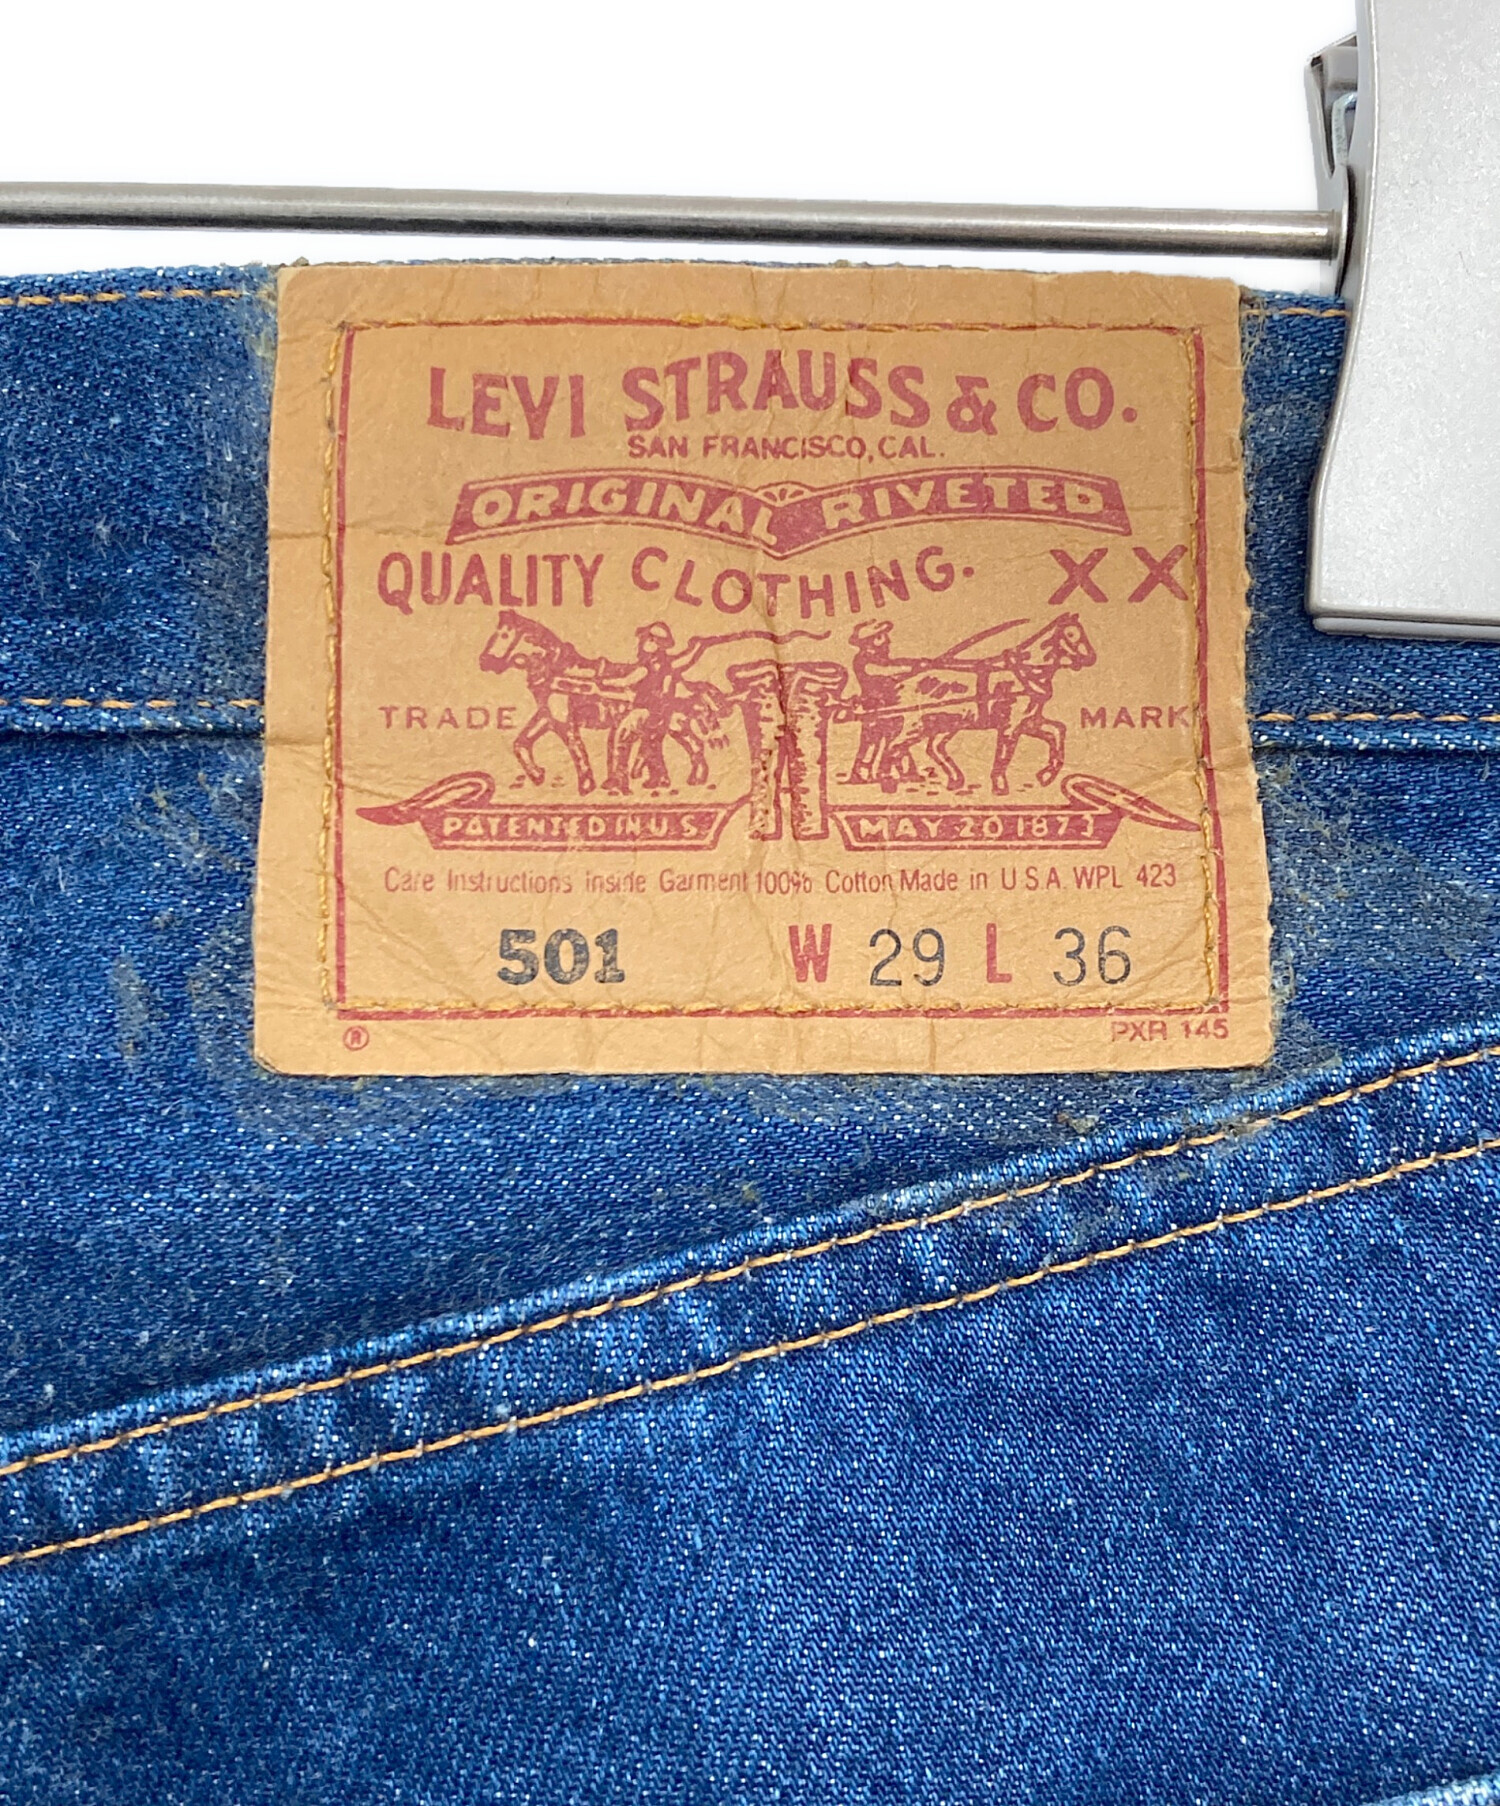 LEVI STRAUSS & CO.
SAN FRANCISCO, CAL.
ORIGINAL RIVETED
QUALITY CLOTHING. XX
TRADE MARK
PATENTED IN U.S. MAY 20 1873
Care Instructions Inside Garment 100% Cotton Made in U.S.A. WPL 423
501 W 29 L 36
® PXR 145